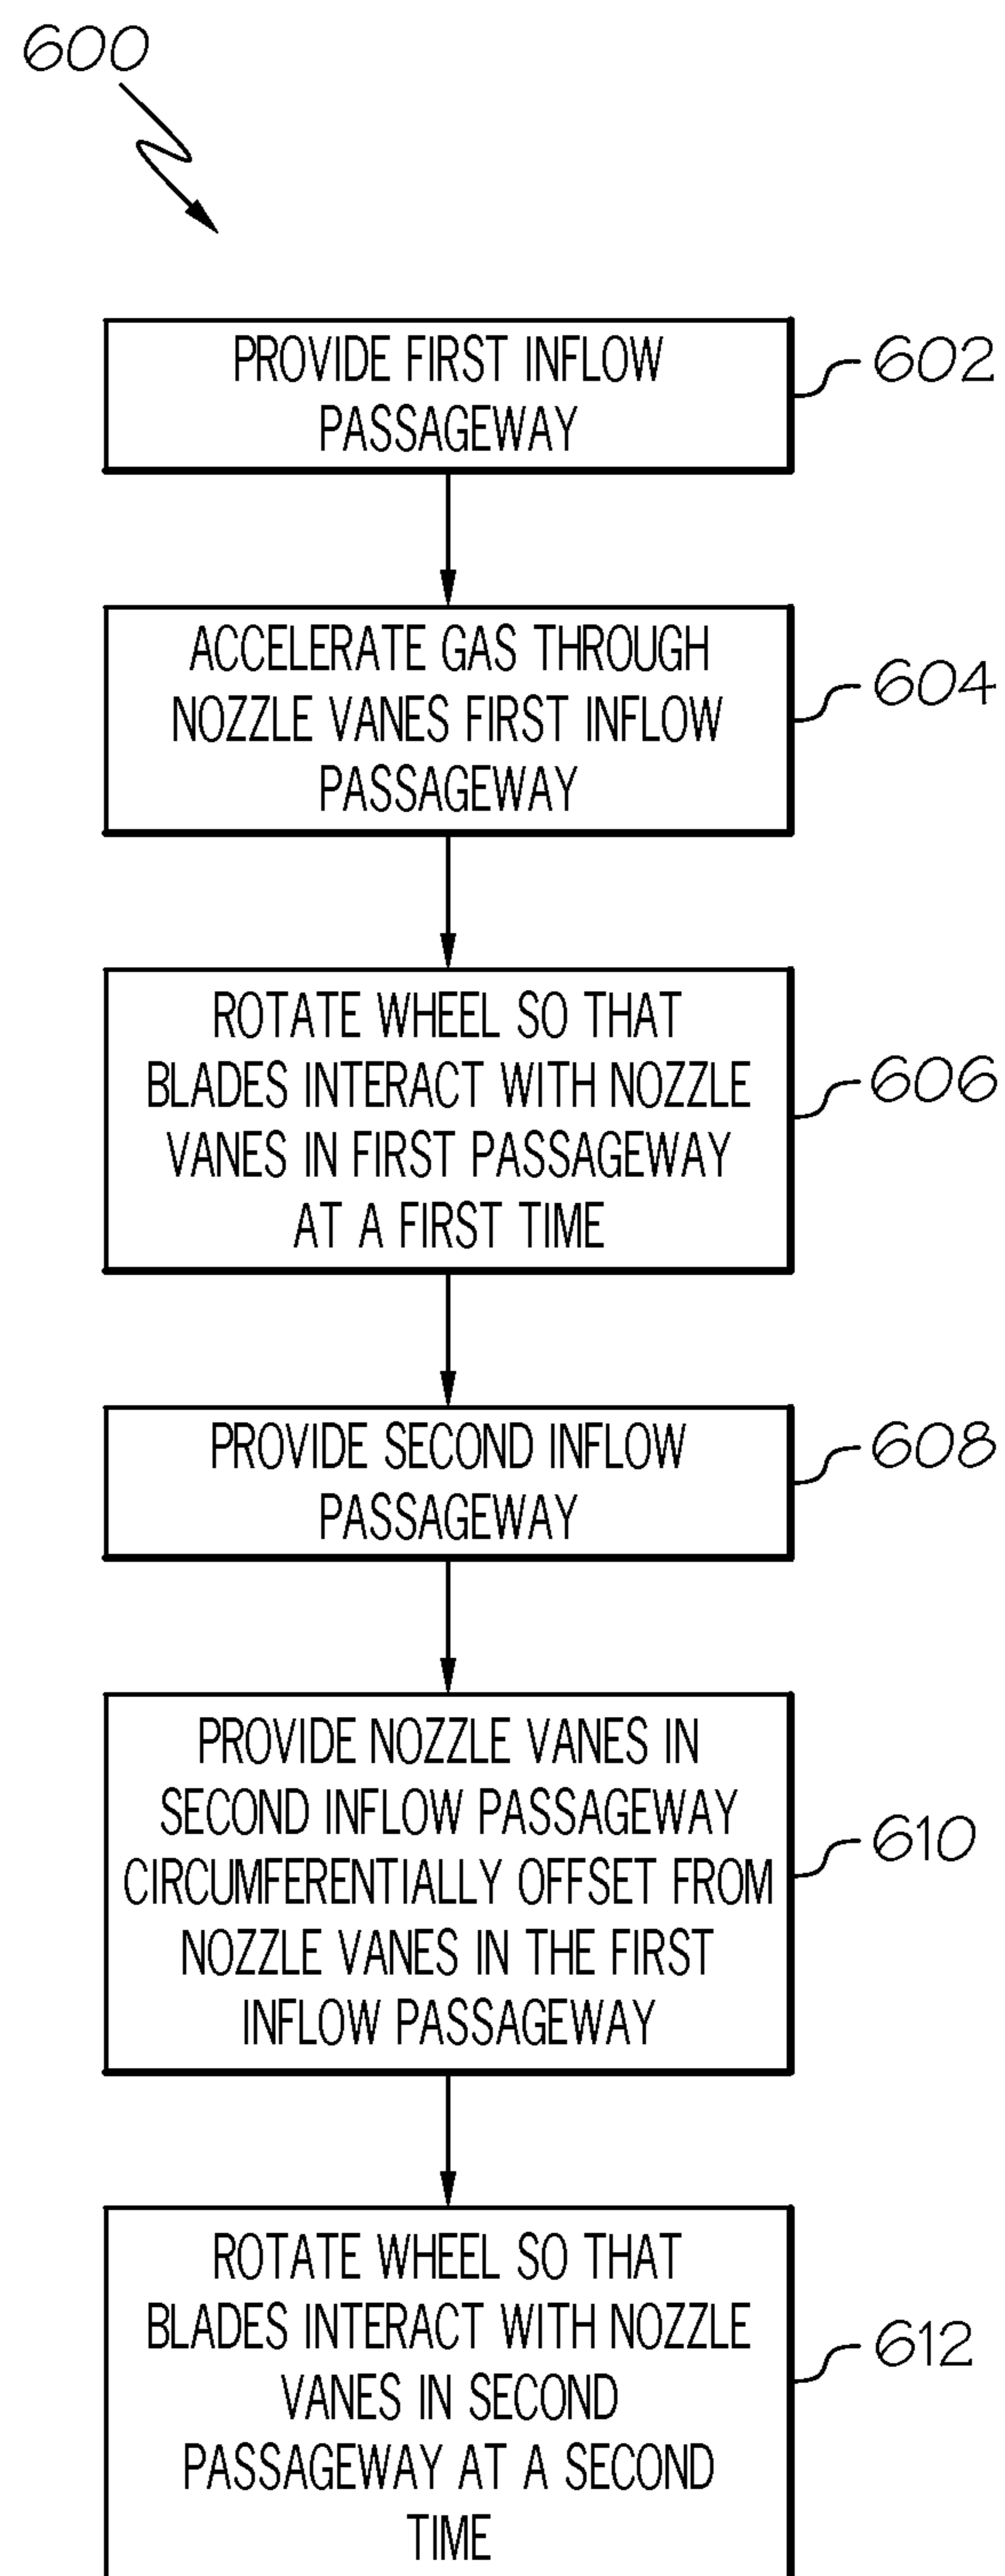 600
PROVIDE FIRST INFLOW
PASSAGEWAY
602
ACCELERATE GAS THROUGH
NOZZLE VANES FIRST INFLOW
PASSAGEWAY
604
ROTATE WHEEL SO THAT
BLADES INTERACT WITH NOZZLE
VANES IN FIRST PASSAGEWAY
AT A FIRST TIME
606
PROVIDE SECOND INFLOW
PASSAGEWAY
608
PROVIDE NOZZLE VANES IN
SECOND INFLOW PASSAGEWAY
CIRCUMFERENTIALLY OFFSET FROM
NOZZLE VANES IN THE FIRST
INFLOW PASSAGEWAY
610
ROTATE WHEEL SO THAT
BLADES INTERACT WITH NOZZLE
VANES IN SECOND
PASSAGEWAY AT A SECOND
TIME
612